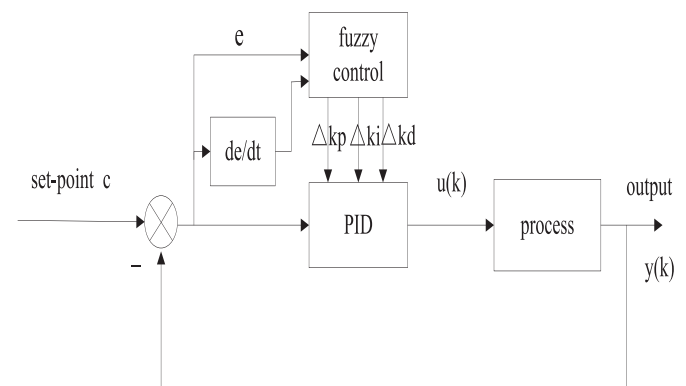 e
fuzzy
control
△kp △ki △kd
de/dt
set-point c
u(k)
output
PID
process
y(k)
−